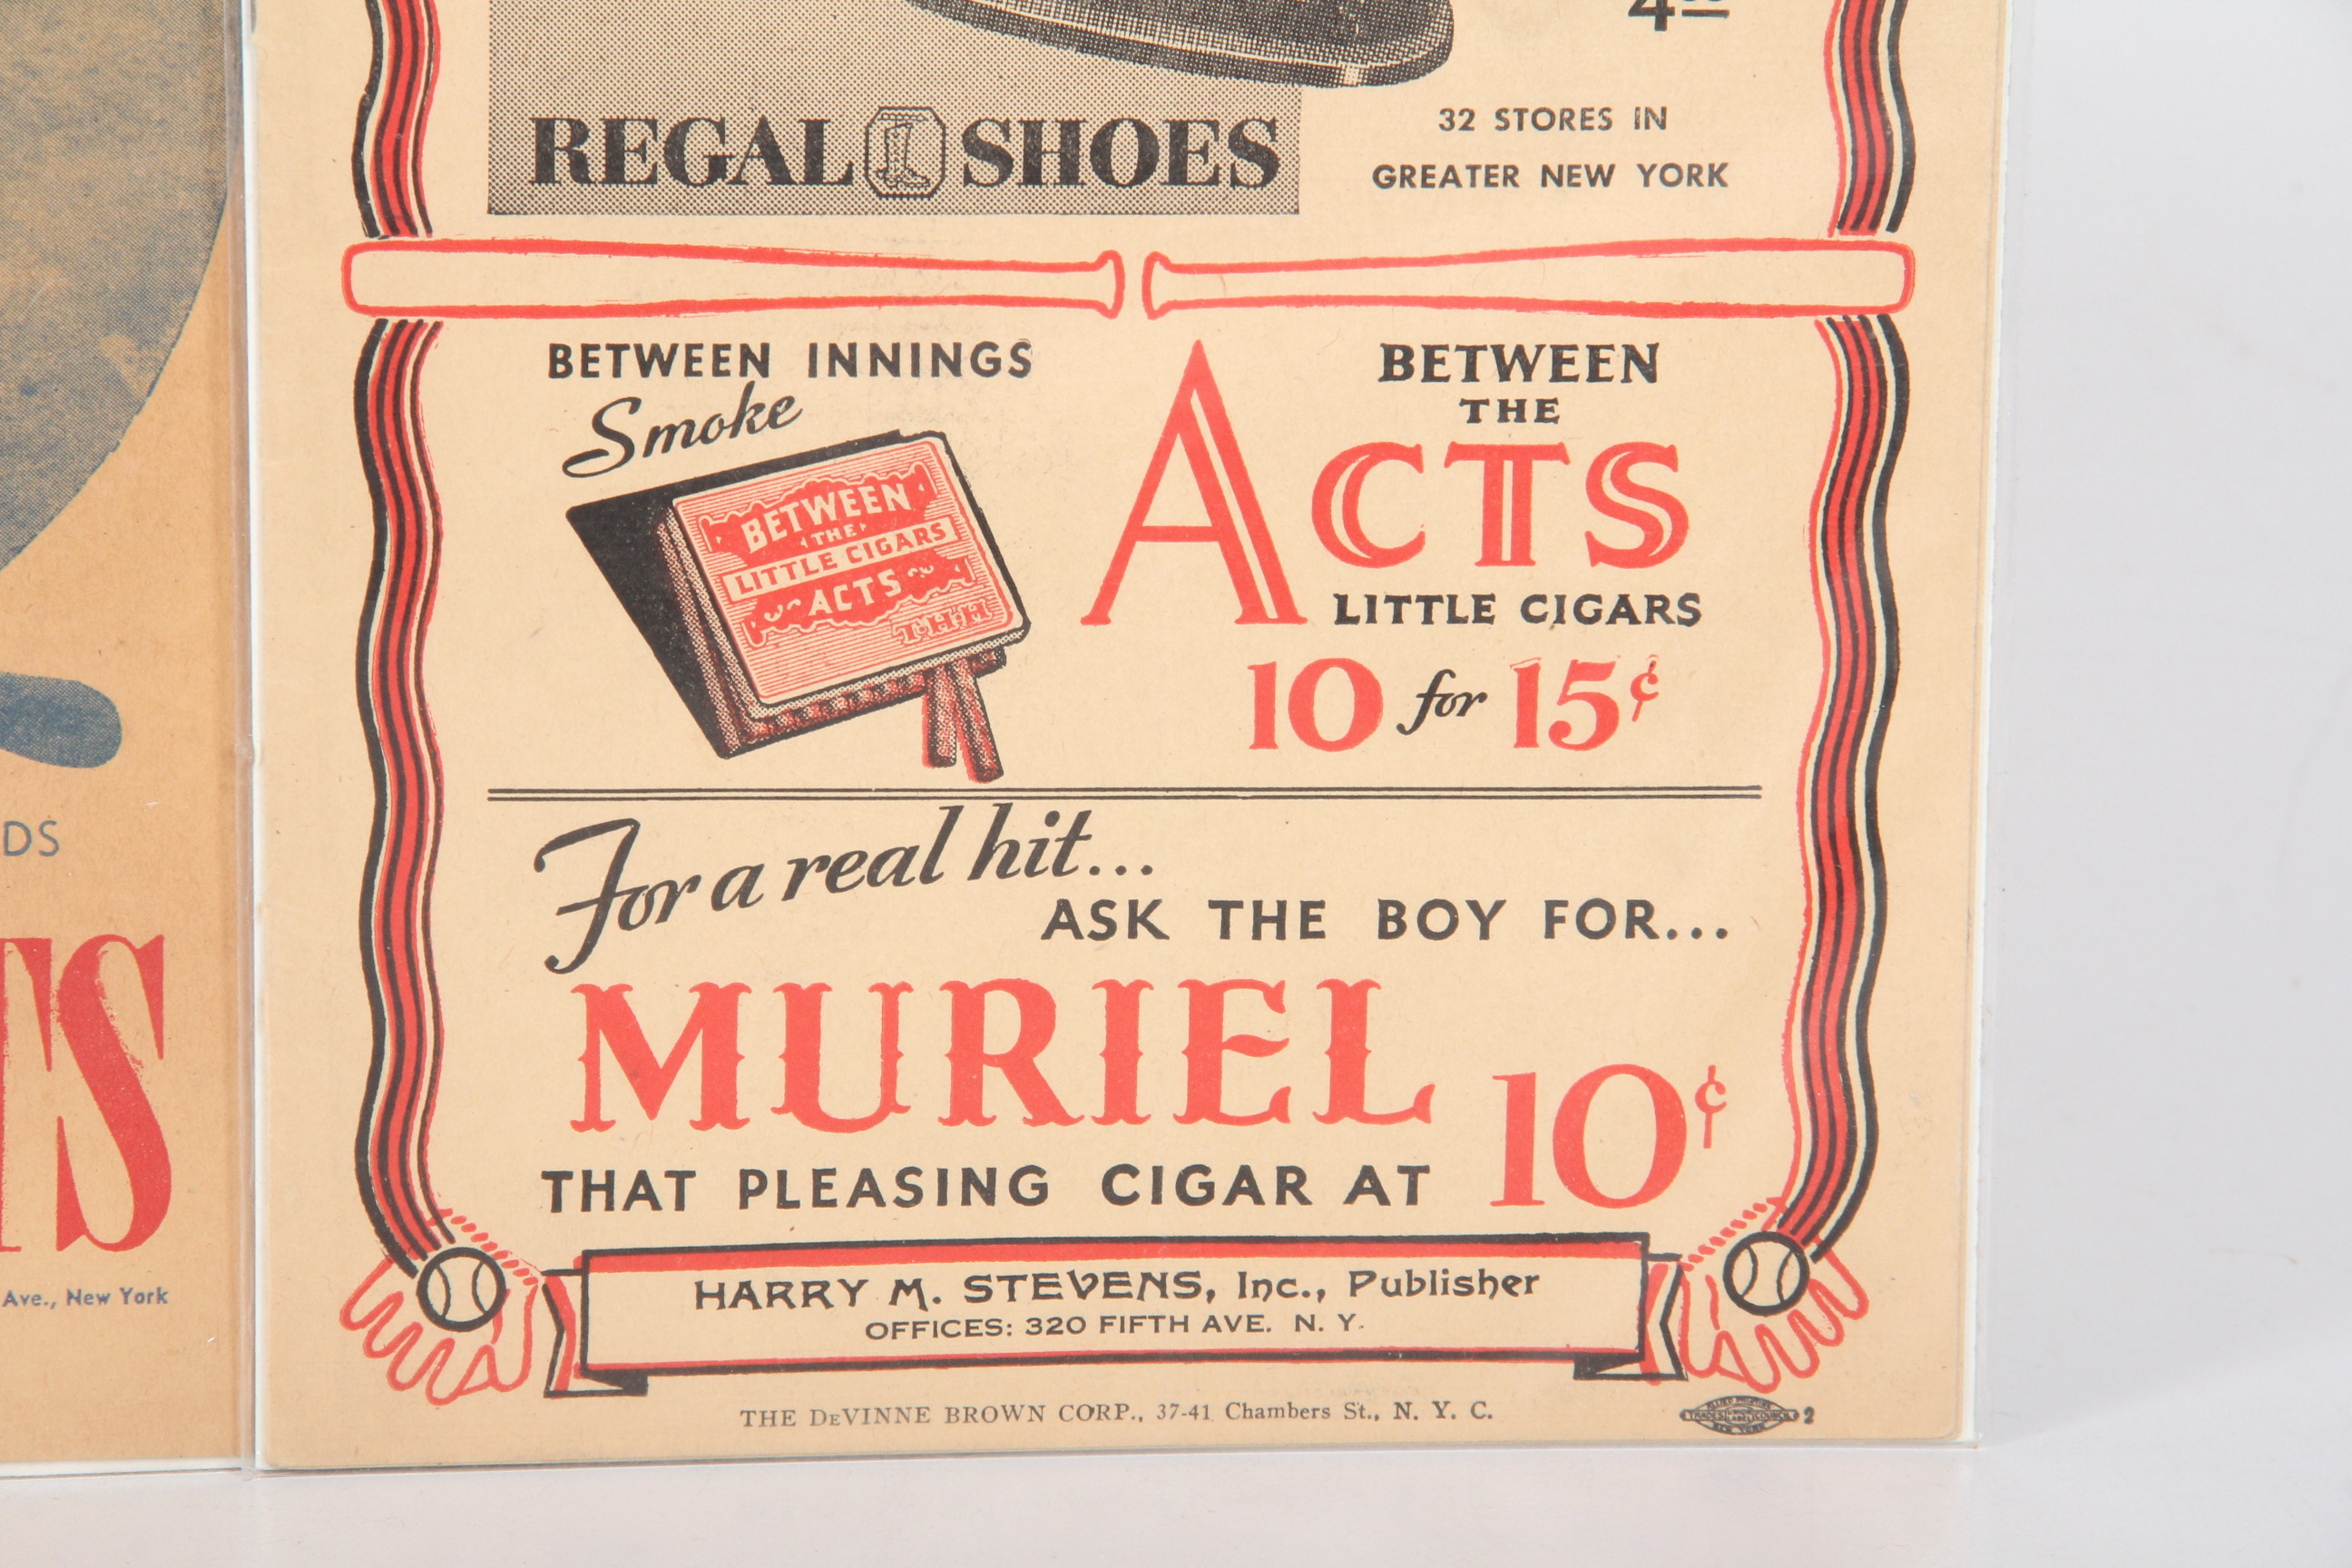 REGAL SHOES
32 STORES IN
GREATER NEW YORK
BETWEEN INNINGS
Smoke
BETWEEN
THE
LITTLE CIGARS
ACTS
T.H.H
BETWEEN
THE
ACTS
LITTLE CIGARS
10 for 15¢
For a real hit...
ASK THE BOY FOR...
MURIEL
THAT PLEASING CIGAR AT 10¢
HARRY M. STEVENS, Inc., Publisher
OFFICES: 320 FIFTH AVE. N. Y.
THE DeVINNE BROWN CORP., 37-41 Chambers St., N. Y. C.
2
DS
TS
Ave., New York